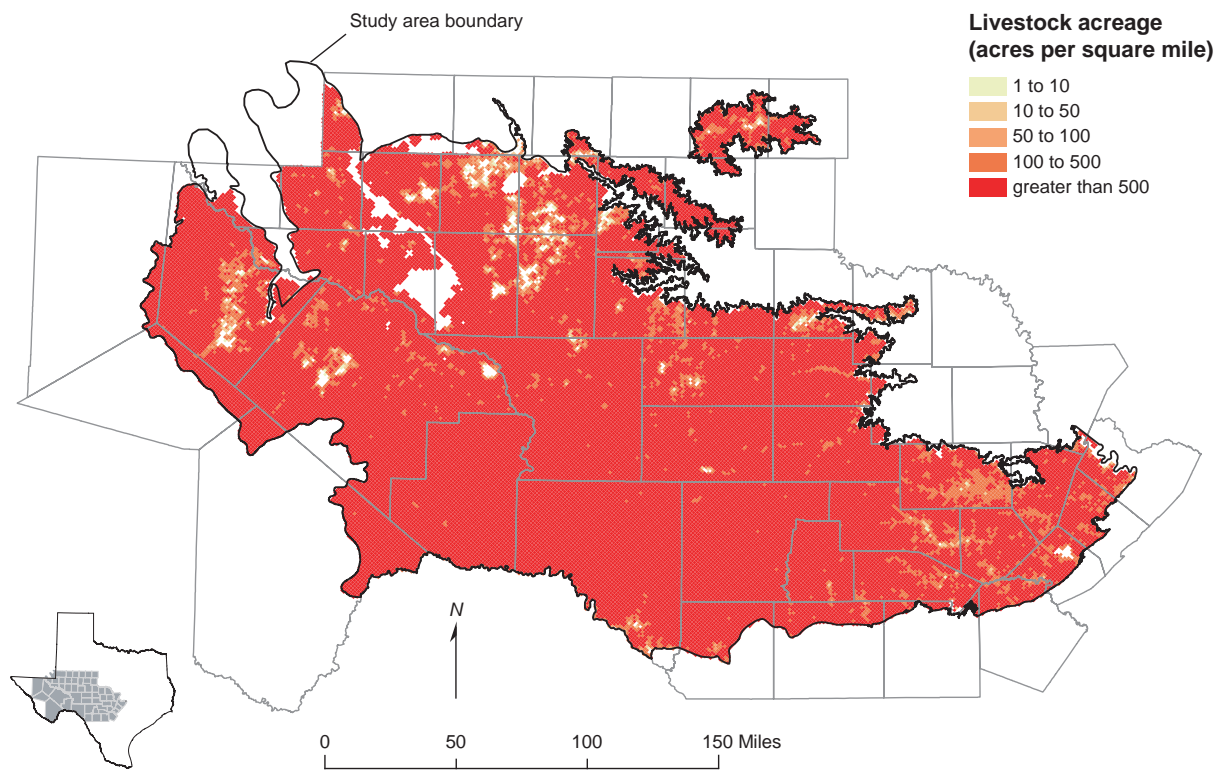 Study area boundary
Livestock acreage
(acres per square mile)
1 to 10
10 to 50
50 to 100
100 to 500
greater than 500
N
0 50 100 150 Miles